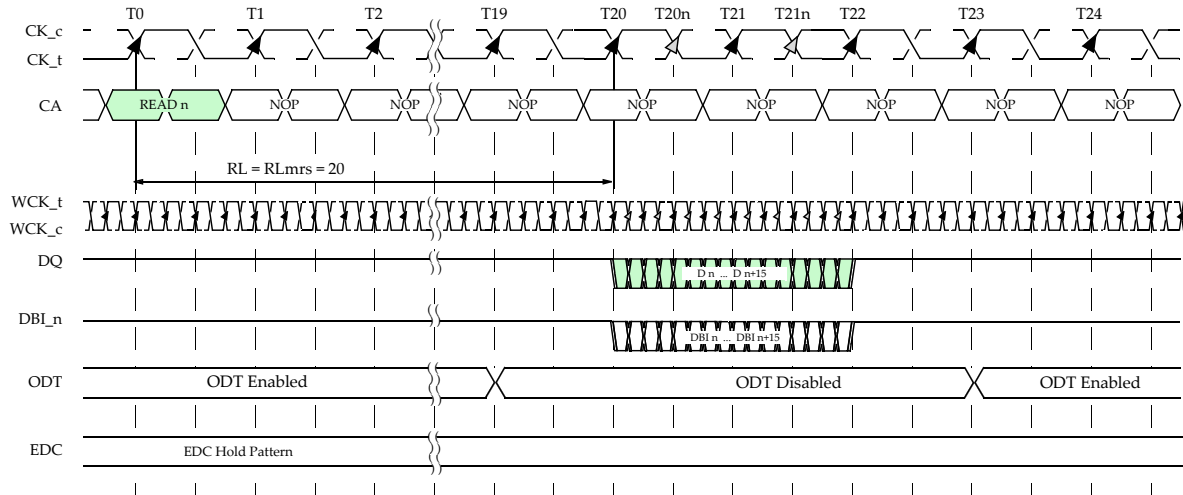 T0 T1 T2 T19 T20 T20n T21 T21n T22 T23 T24
CK_c
CK_t
CA READ n NOP NOP NOP NOP NOP NOP NOP NOP
RL = RLmrs = 20
WCK_t
WCK_c
DQ D n ... D n+15
DBI_n DBI n ... DBI n+15
ODT ODT Enabled ODT Disabled ODT Enabled
EDC EDC Hold Pattern